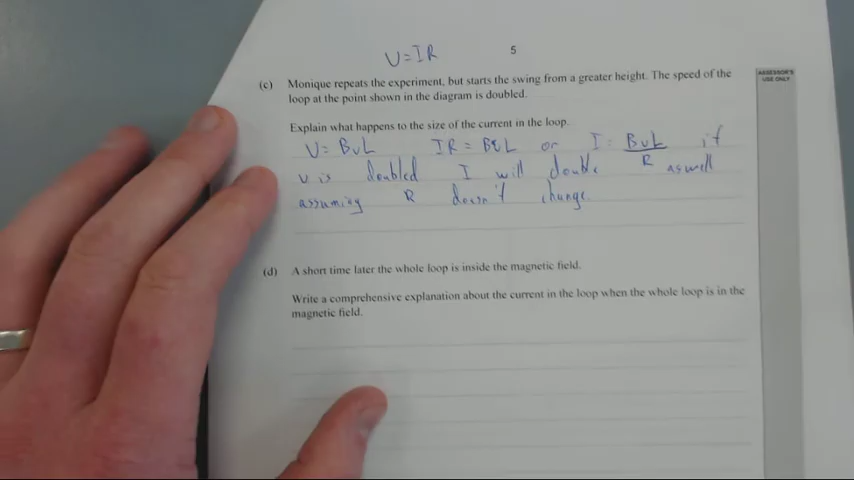 V=IR
5
(c) Monique repeats the experiment, but starts the swing from a greater height. The speed of the
loop at the point shown in the diagram is doubled.
ASSESSOR'S
USE ONLY
Explain what happens to the size of the current in the loop.
V= BvL IR = BvL or I = BvL/R if
v is doubled I will double aswell
assuming R doesn't change.
(d) A short time later the whole loop is inside the magnetic field.
Write a comprehensive explanation about the current in the loop when the whole loop is in the
magnetic field.